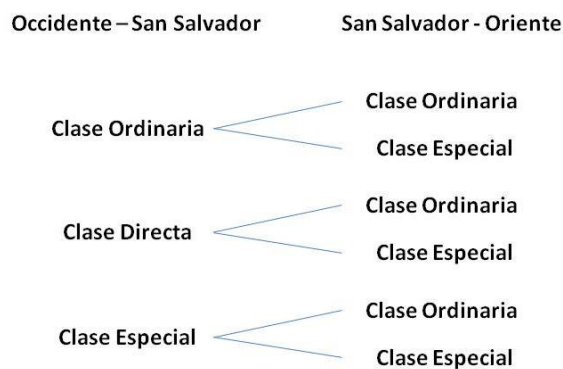 Occidente – San Salvador
San Salvador - Oriente
Clase Ordinaria
Clase Ordinaria
Clase Especial
Clase Directa
Clase Ordinaria
Clase Especial
Clase Especial
Clase Ordinaria
Clase Especial